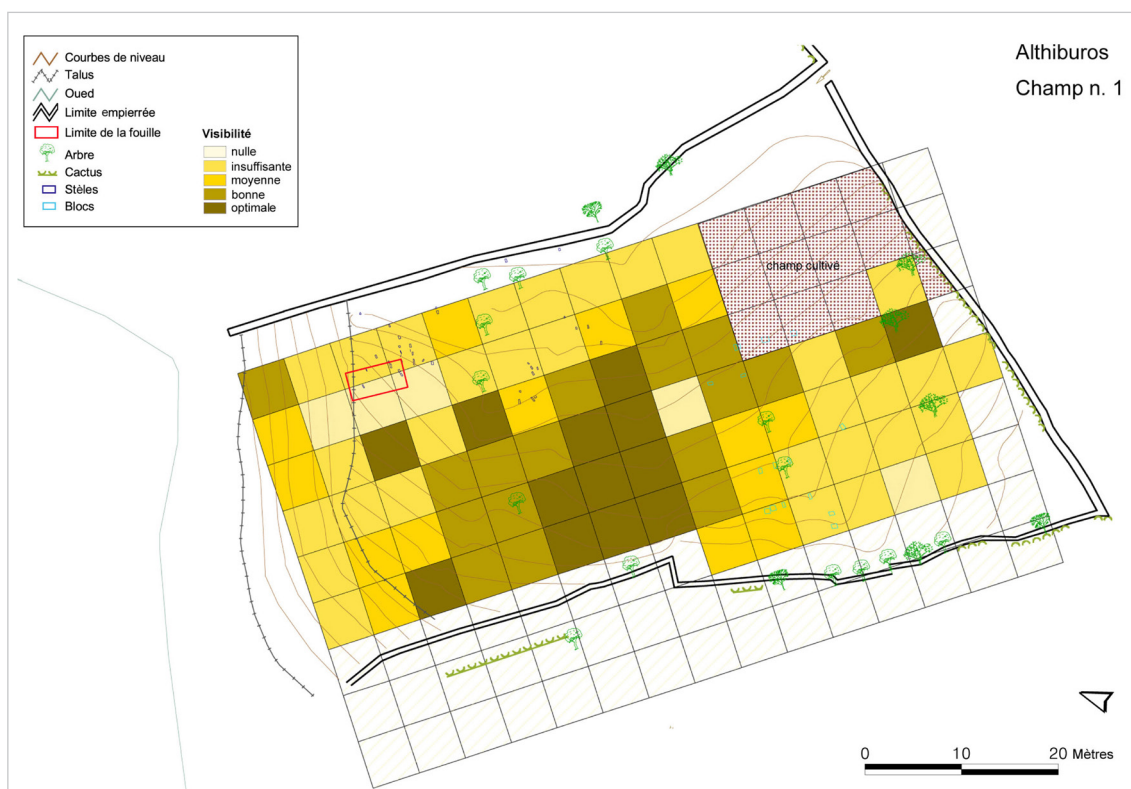 Althiburos
Champ n. 1
Courbes de niveau
Talus
Oued
Limite empierrée
Limite de la fouille
Arbre
Cactus
Stèles
Blocs
Visibilité
nulle
insuffisante
moyenne
bonne
optimale
champ cultivé
0 10 20 Mètres